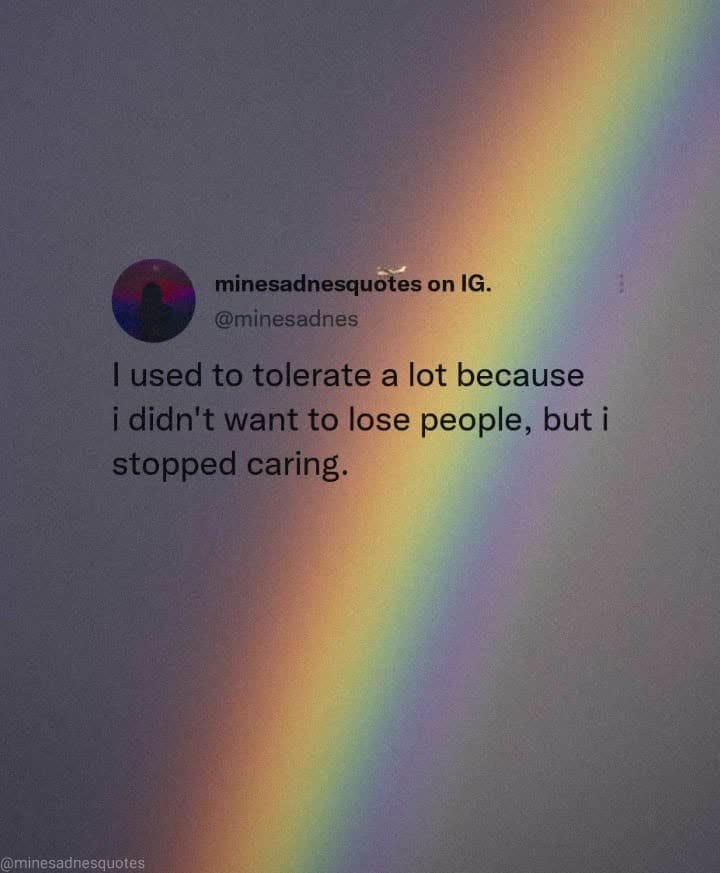 minesadnesquotes on IG.
@minesadnes
I used to tolerate a lot because
i didn't want to lose people, but i
stopped caring.
@minesadnesquotes